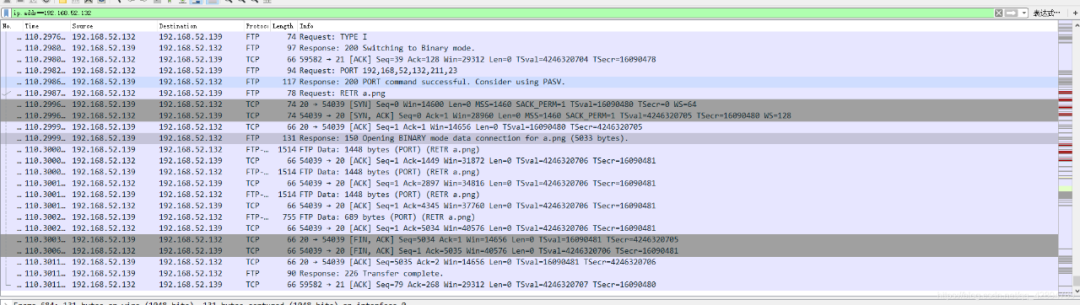 ip.addr==192.168.52.132
表达式…
No. Time Source Destination Protoco Length Info
… 110.2976… 192.168.52.132 192.168.52.139 FTP 74 Request: TYPE I
… 110.2980… 192.168.52.139 192.168.52.132 FTP 97 Response: 200 Switching to Binary mode.
… 110.2980… 192.168.52.132 192.168.52.139 TCP 66 59582 → 21 [ACK] Seq=39 Ack=128 Win=29312 Len=0 TSval=4246320704 TSecr=16090478
… 110.2982… 192.168.52.132 192.168.52.139 FTP 94 Request: PORT 192,168,52,132,211,23
… 110.2986… 192.168.52.139 192.168.52.132 FTP 117 Response: 200 PORT command successful. Consider using PASV.
… 110.2987… 192.168.52.132 192.168.52.139 FTP 78 Request: RETR a.png
… 110.2996… 192.168.52.139 192.168.52.132 TCP 74 20 → 54039 [SYN] Seq=0 Win=14600 Len=0 MSS=1460 SACK_PERM=1 TSval=16090480 TSecr=0 WS=64
… 110.2996… 192.168.52.132 192.168.52.139 TCP 74 54039 → 20 [SYN, ACK] Seq=0 Ack=1 Win=28960 Len=0 MSS=1460 SACK_PERM=1 TSval=4246320705 TSecr=16090480 WS=128
… 110.2999… 192.168.52.139 192.168.52.132 TCP 66 20 → 54039 [ACK] Seq=1 Ack=1 Win=14656 Len=0 TSval=16090480 TSecr=4246320705
… 110.2999… 192.168.52.139 192.168.52.132 FTP 131 Response: 150 Opening BINARY mode data connection for a.png (5033 bytes).
… 110.3000… 192.168.52.139 192.168.52.132 FTP-… 1514 FTP Data: 1448 bytes (PORT) (RETR a.png)
… 110.3000… 192.168.52.132 192.168.52.139 TCP 66 54039 → 20 [ACK] Seq=1 Ack=1449 Win=31872 Len=0 TSval=4246320706 TSecr=16090481
… 110.3001… 192.168.52.139 192.168.52.132 FTP-… 1514 FTP Data: 1448 bytes (PORT) (RETR a.png)
… 110.3001… 192.168.52.132 192.168.52.139 TCP 66 54039 → 20 [ACK] Seq=1 Ack=2897 Win=34816 Len=0 TSval=4246320706 TSecr=16090481
… 110.3001… 192.168.52.139 192.168.52.132 FTP-… 1514 FTP Data: 1448 bytes (PORT) (RETR a.png)
… 110.3001… 192.168.52.132 192.168.52.139 TCP 66 54039 → 20 [ACK] Seq=1 Ack=4345 Win=37760 Len=0 TSval=4246320706 TSecr=16090481
… 110.3002… 192.168.52.139 192.168.52.132 FTP-… 755 FTP Data: 689 bytes (PORT) (RETR a.png)
… 110.3002… 192.168.52.132 192.168.52.139 TCP 66 54039 → 20 [ACK] Seq=1 Ack=5034 Win=40576 Len=0 TSval=4246320706 TSecr=16090481
… 110.3003… 192.168.52.139 192.168.52.132 TCP 66 20 → 54039 [FIN, ACK] Seq=5034 Ack=1 Win=14656 Len=0 TSval=16090481 TSecr=4246320705
… 110.3006… 192.168.52.132 192.168.52.139 TCP 66 54039 → 20 [FIN, ACK] Seq=1 Ack=5035 Win=40576 Len=0 TSval=4246320706 TSecr=16090481
… 110.3011… 192.168.52.139 192.168.52.132 TCP 66 20 → 54039 [ACK] Seq=5035 Ack=2 Win=14656 Len=0 TSval=16090481 TSecr=4246320706
… 110.3011… 192.168.52.139 192.168.52.132 FTP 90 Response: 226 Transfer complete.
… 110.3011… 192.168.52.132 192.168.52.139 TCP 66 59582 → 21 [ACK] Seq=79 Ack=268 Win=29312 Len=0 TSval=4246320707 TSecr=16090480